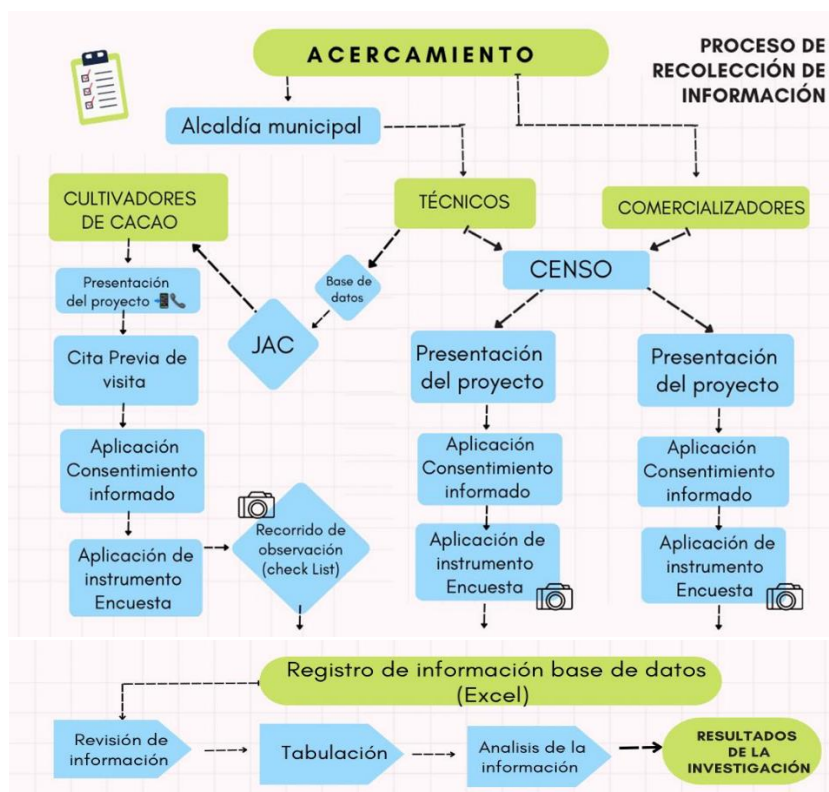 ACERCAMIENTO
PROCESO DE
RECOLECCIÓN DE
INFORMACIÓN
Alcaldía municipal
CULTIVADORES
DE CACAO
TÉCNICOS
COMERCIALIZADORES
Presentación
del proyecto
Base de
datos
JAC
CENSO
Cita Previa de
visita
Presentación
del proyecto
Presentación
del proyecto
Aplicación
Consentimiento
informado
Aplicación
Consentimiento
informado
Aplicación
Consentimiento
informado
Aplicación de
instrumento
Encuesta
Recorrido de
observación
(check List)
Aplicación de
instrumento
Encuesta
Aplicación de
instrumento
Encuesta
Registro de información base de datos
(Excel)
Revisión de
información
Tabulación
Analisis de la
información
RESULTADOS
DE LA
INVESTIGACIÓN